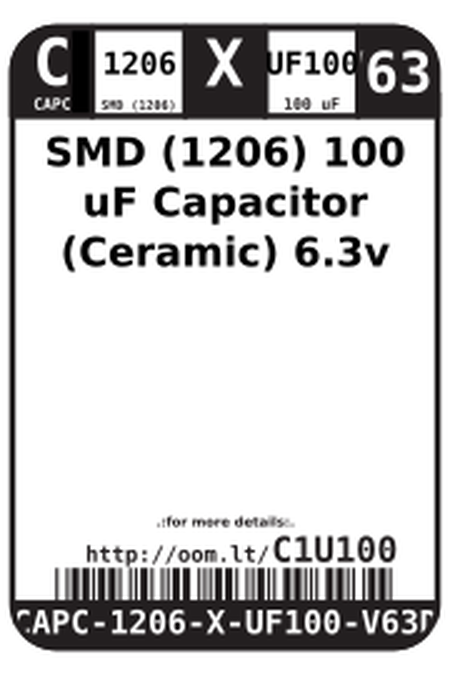 C 1206 X UF100 63
CAPC SMD (1206) 100 uF
SMD (1206) 100
uF Capacitor
(Ceramic) 6.3v
.:for more details:.
http://oom.lt/C1U100
CAPC-1206-X-UF100-V63D